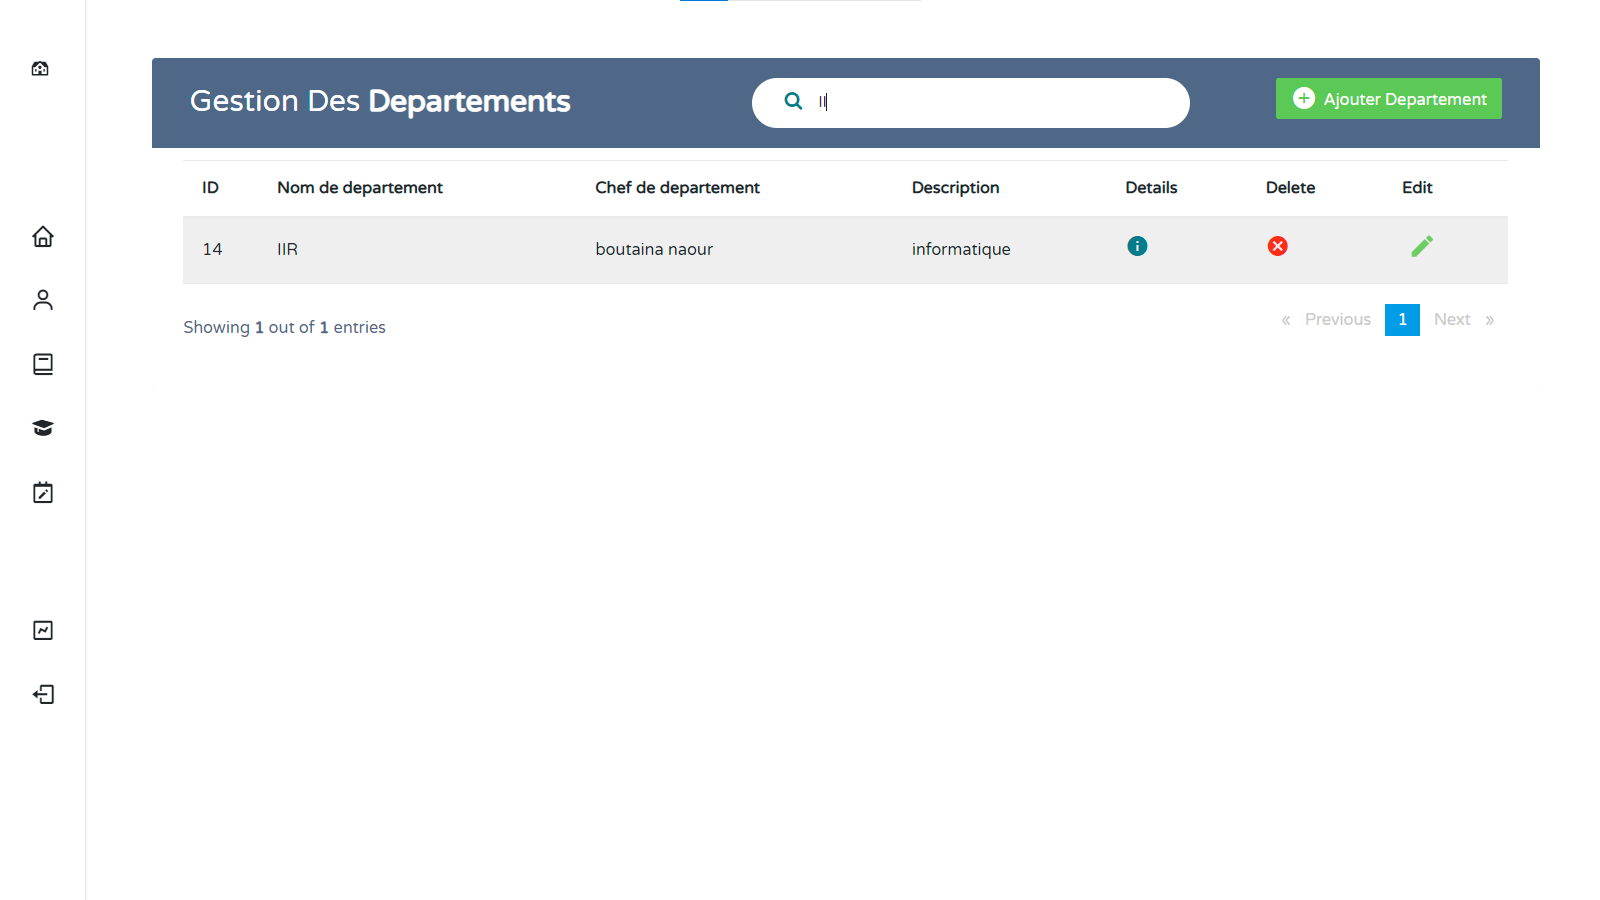 Gestion Des Departements
II
Ajouter Departement
ID Nom de departement Chef de departement Description Details Delete Edit
14 IIR boutaina naour informatique
Showing 1 out of 1 entries
« Previous 1 Next »